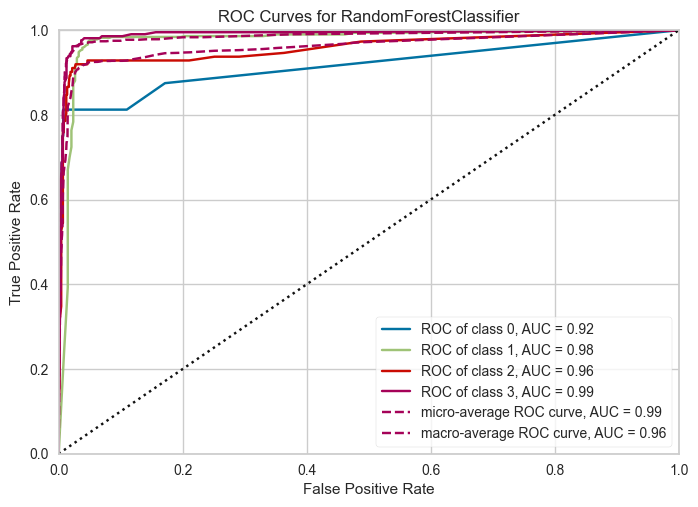 ROC Curves for RandomForestClassifier
True Positive Rate
1.0
0.8
0.6
0.4
0.2
0.0
ROC of class 0, AUC = 0.92
ROC of class 1, AUC = 0.98
ROC of class 2, AUC = 0.96
ROC of class 3, AUC = 0.99
micro-average ROC curve, AUC = 0.99
macro-average ROC curve, AUC = 0.96
0.0 0.2 0.4 0.6 0.8 1.0
False Positive Rate